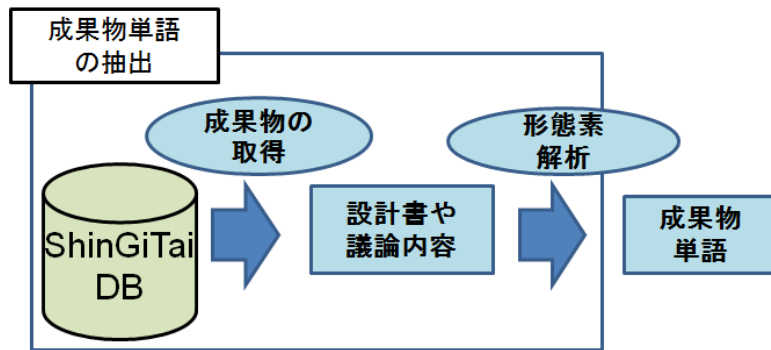 成果物単語
の抽出
成果物の
取得
形態素
解析
ShinGiTai
DB
設計書や
議論内容
成果物
単語